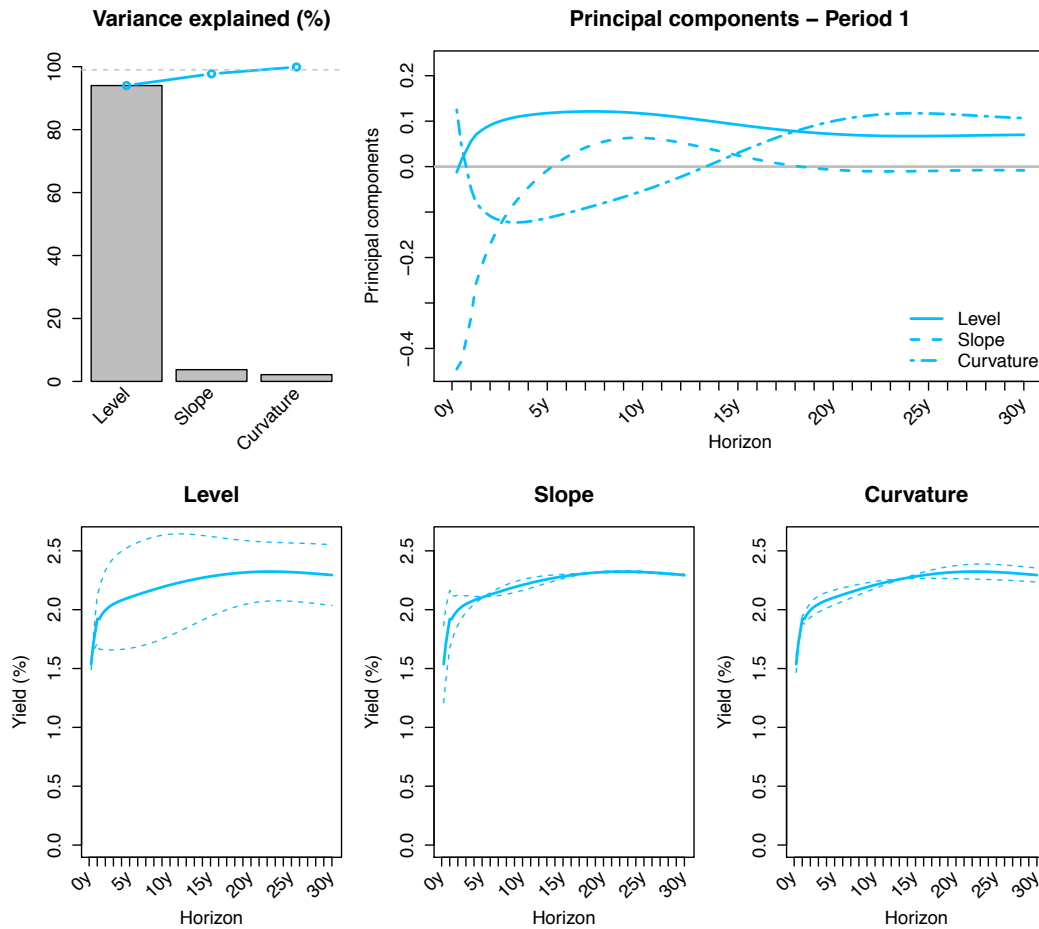 Variance explained (%)
0 20 40 60 80 100
Level Slope Curvature
Principal components – Period 1
Principal components
−0.4 −0.2 0.0 0.1 0.2
Level
Slope
Curvature
0y 5y 10y 15y 20y 25y 30y
Horizon
Level
Yield (%)
0.0 0.5 1.0 1.5 2.0 2.5
0y 5y 10y 15y 20y 25y 30y
Horizon
Slope
Yield (%)
0.0 0.5 1.0 1.5 2.0 2.5
0y 5y 10y 15y 20y 25y 30y
Horizon
Curvature
Yield (%)
0.0 0.5 1.0 1.5 2.0 2.5
0y 5y 10y 15y 20y 25y 30y
Horizon